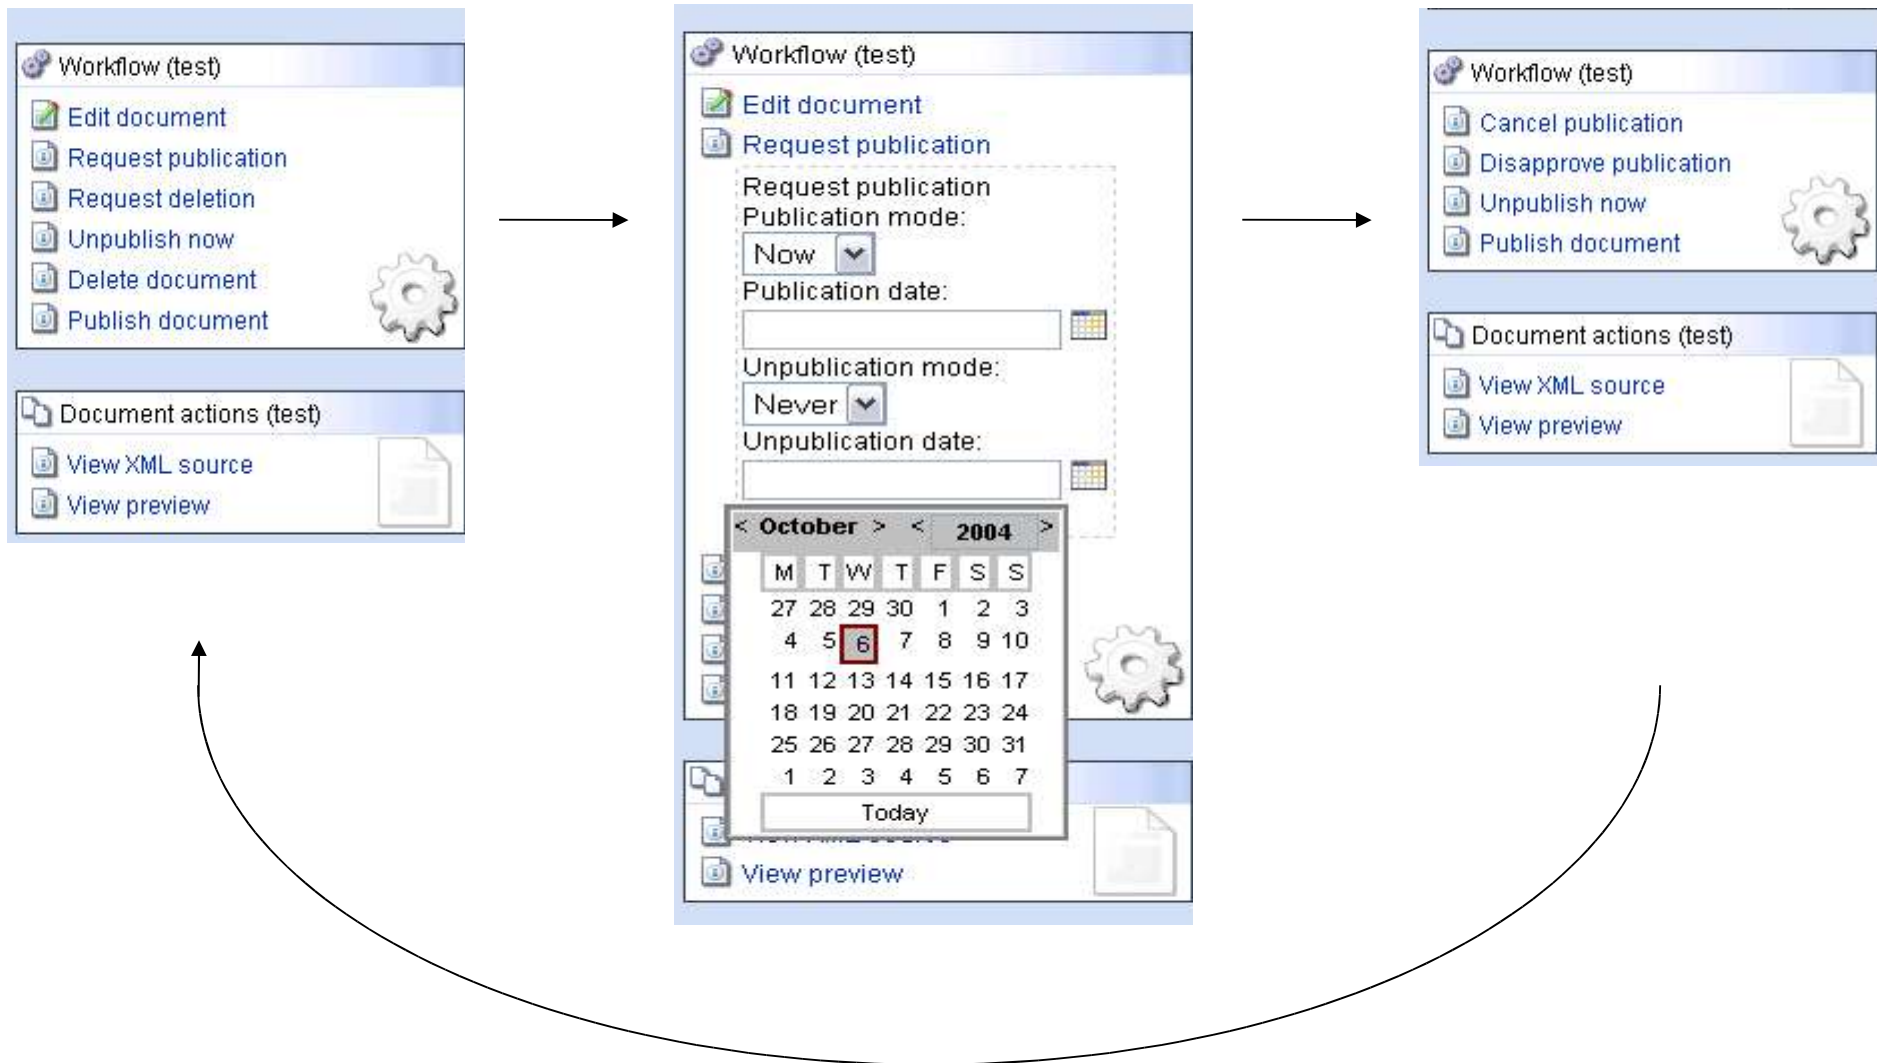 Workflow (test)
Edit document
Request publication
Request deletion
Unpublish now
Delete document
Publish document
Document actions (test)
View XML source
View preview
Workflow (test)
Edit document
Request publication
Request publication
Publication mode:
Now
Publication date:
Unpublication mode:
Never
Unpublication date:
< October > < 2004 >
M T W T F S S
27 28 29 30 1 2 3
4 5 6 7 8 9 10
11 12 13 14 15 16 17
18 19 20 21 22 23 24
25 26 27 28 29 30 31
1 2 3 4 5 6 7
Today
View preview
Workflow (test)
Cancel publication
Disapprove publication
Unpublish now
Publish document
Document actions (test)
View XML source
View preview